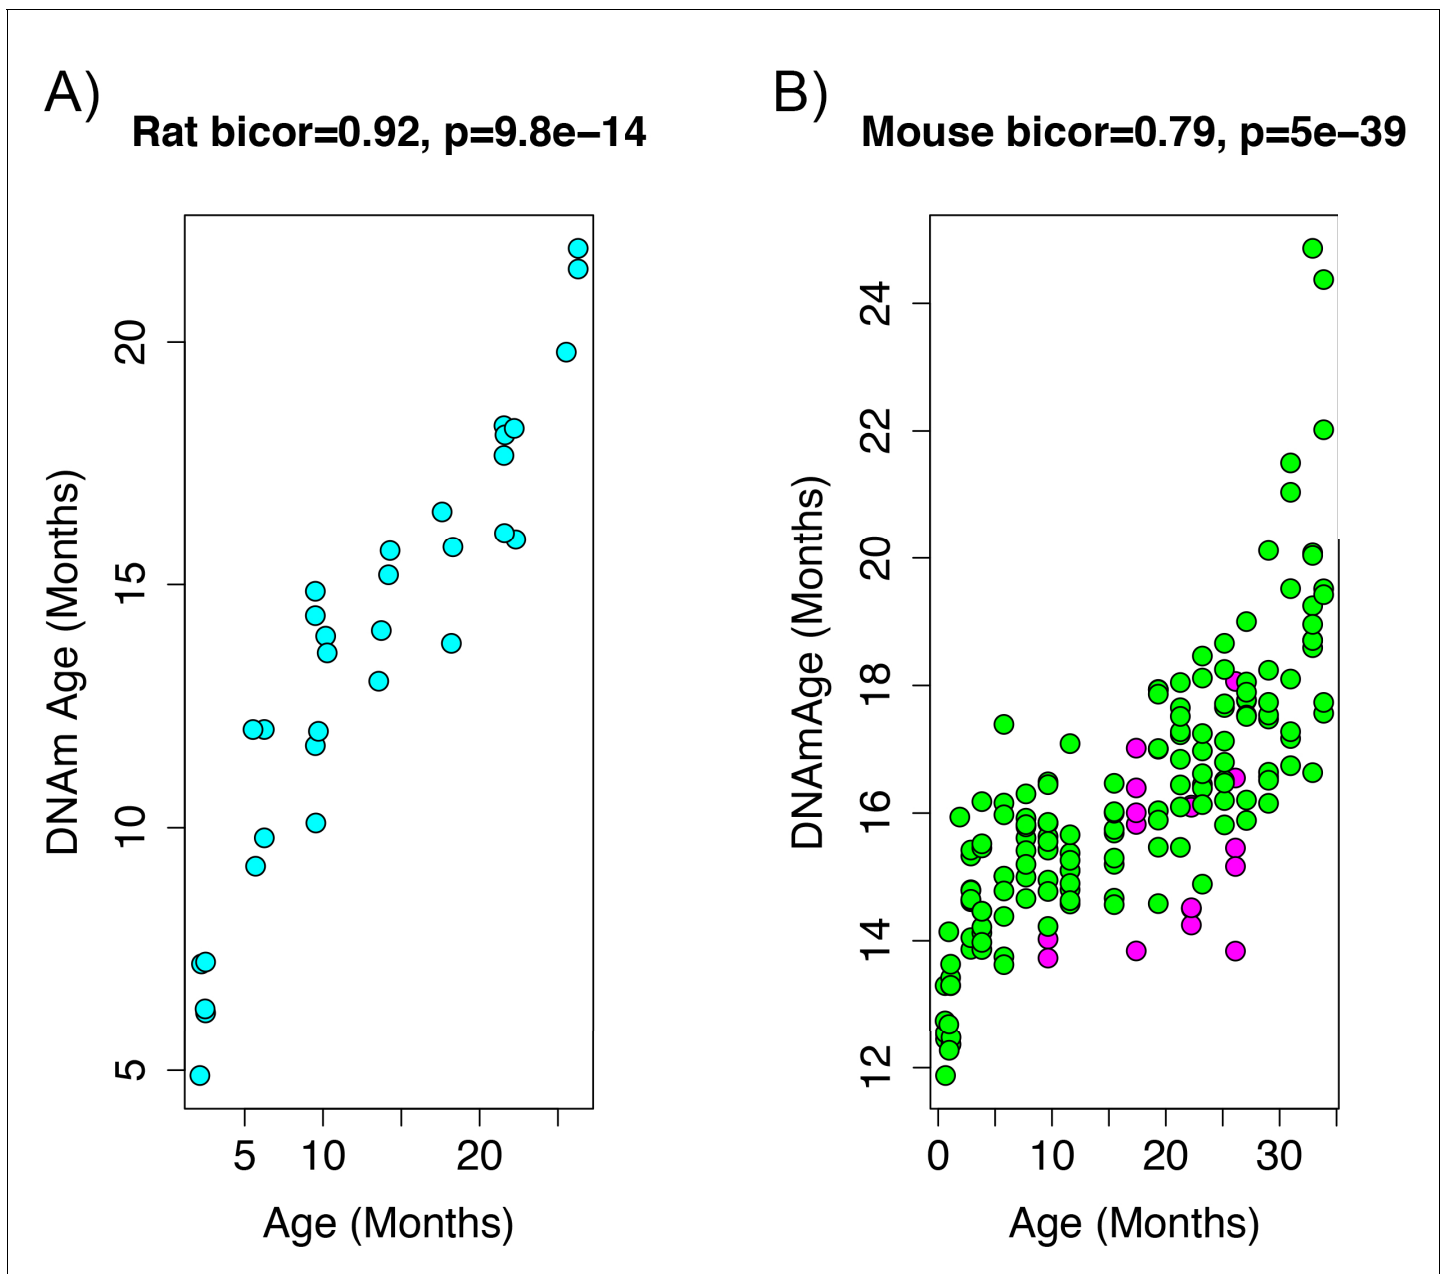 A)
Rat bicor=0.92, p=9.8e−14
DNAm Age (Months)
20
15
10
5
5 10 20
Age (Months)
B)
Mouse bicor=0.79, p=5e−39
DNAmAge (Months)
24
22
20
18
16
14
12
0 10 20 30
Age (Months)